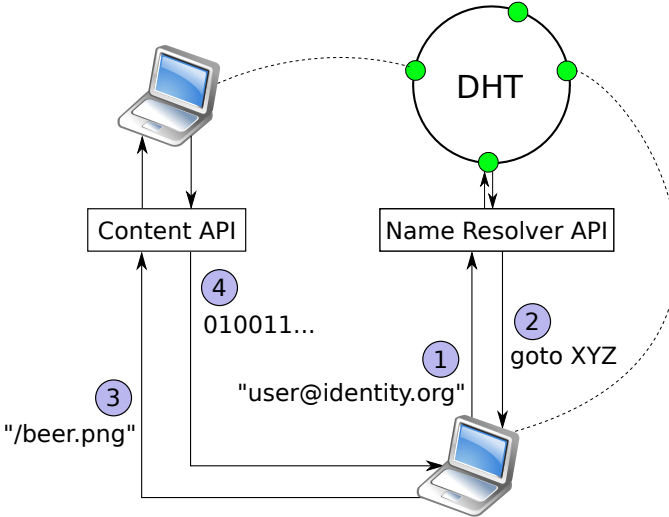 DHT
Content API
Name Resolver API
4
010011...
2
goto XYZ
1
"user@identity.org"
3
"/beer.png"